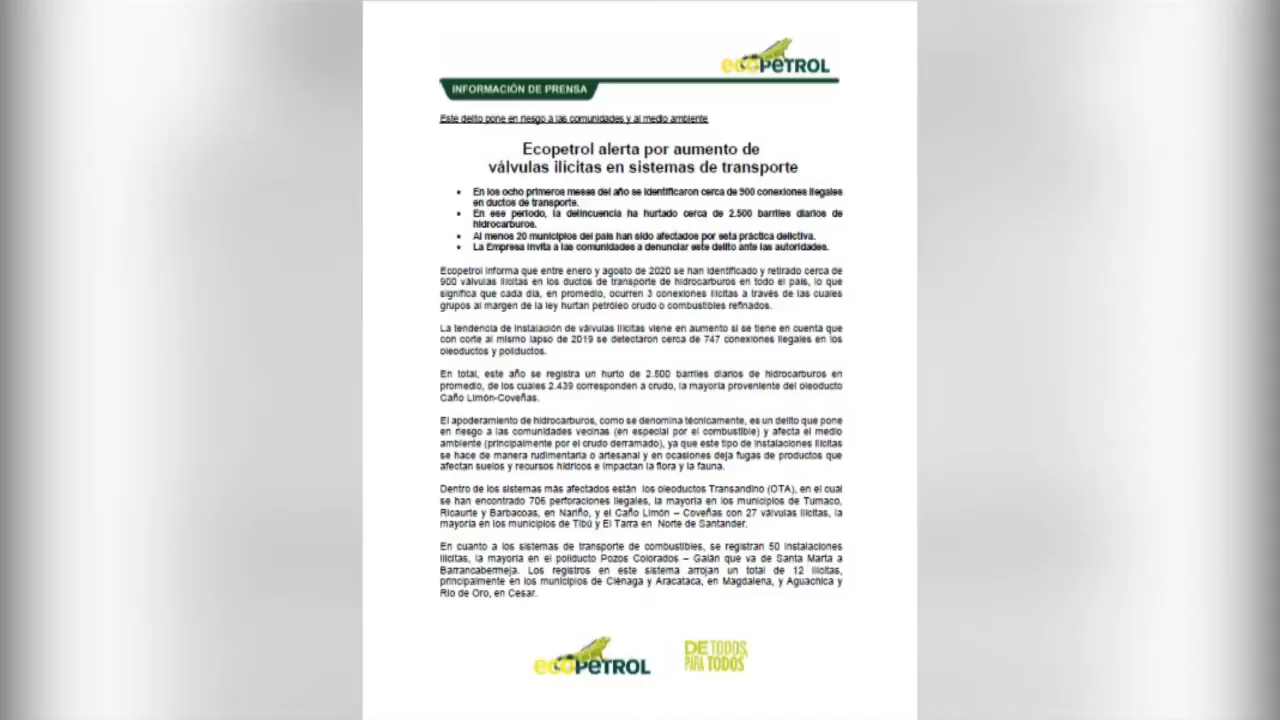 ecoPETROL
INFORMACIÓN DE PRENSA
Este delito pone en riesgo a las comunidades y al medio ambiente
Ecopetrol alerta por aumento de
válvulas ilícitas en sistemas de transporte
• En los ocho primeros meses del año se identificaron cerca de 900 conexiones ilegales
en ductos de transporte.
• En ese periodo, la delincuencia ha hurtado cerca de 2.500 barriles diarios de
hidrocarburos.
• Al menos 20 municipios del país han sido afectados por esta práctica delictiva.
• La Empresa invita a las comunidades a denunciar este delito ante las autoridades.
Ecopetrol informa que entre enero y agosto de 2020 se han identificado y retirado cerca de
900 válvulas ilícitas en los ductos de transporte de hidrocarburos en todo el país, lo que
significa que cada día, en promedio, ocurren 3 conexiones ilícitas a través de las cuales
grupos al margen de la ley hurtan petróleo crudo o combustibles refinados.
La tendencia de instalación de válvulas ilícitas viene en aumento si se tiene en cuenta que
con corte al mismo lapso de 2019 se detectaron cerca de 747 conexiones ilegales en los
oleoductos y poliductos.
En total, este año se registra un hurto de 2.500 barriles diarios de hidrocarburos en
promedio, de los cuales 2.439 corresponden a crudo, la mayoría proveniente del oleoducto
Caño Limón-Coveñas.
El apoderamiento de hidrocarburos, como se denomina técnicamente, es un delito que pone
en riesgo a las comunidades vecinas (en especial por el combustible) y afecta el medio
ambiente (principalmente por el crudo derramado), ya que este tipo de instalaciones ilícitas
se hace de manera rudimentaria o artesanal y en ocasiones deja fugas de productos que
afectan suelos y recursos hídricos e impactan la flora y la fauna.
Dentro de los sistemas más afectados están los oleoductos Transandino (OTA), en el cual
se han encontrado 706 perforaciones ilegales, la mayoría en los municipios de Tumaco,
Ricaurte y Barbacoas, en Nariño, y el Caño Limón – Coveñas con 27 válvulas ilícitas, la
mayoría en los municipios de Tibú y El Tarra en Norte de Santander.
En cuanto a los sistemas de transporte de combustibles, se registran 50 instalaciones
ilícitas, la mayoría en el poliducto Pozos Colorados – Galán que va de Santa Marta a
Barrancabermeja. Los registros en este sistema arrojan un total de 12 ilícitas,
principalmente en los municipios de Ciénaga y Aracataca, en Magdalena, y Aguachica y
Río de Oro, en Cesar.
ecoPETROL
DE TODOS
PARA TODOS